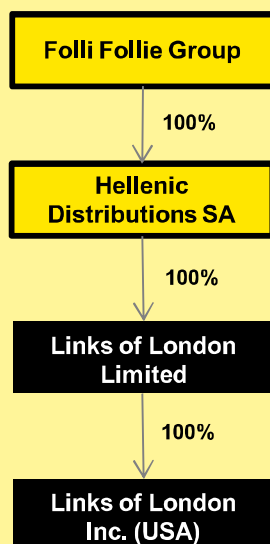 Folli Follie Group
100%
Hellenic
Distributions SA
100%
Links of London
Limited
100%
Links of London
Inc. (USA)